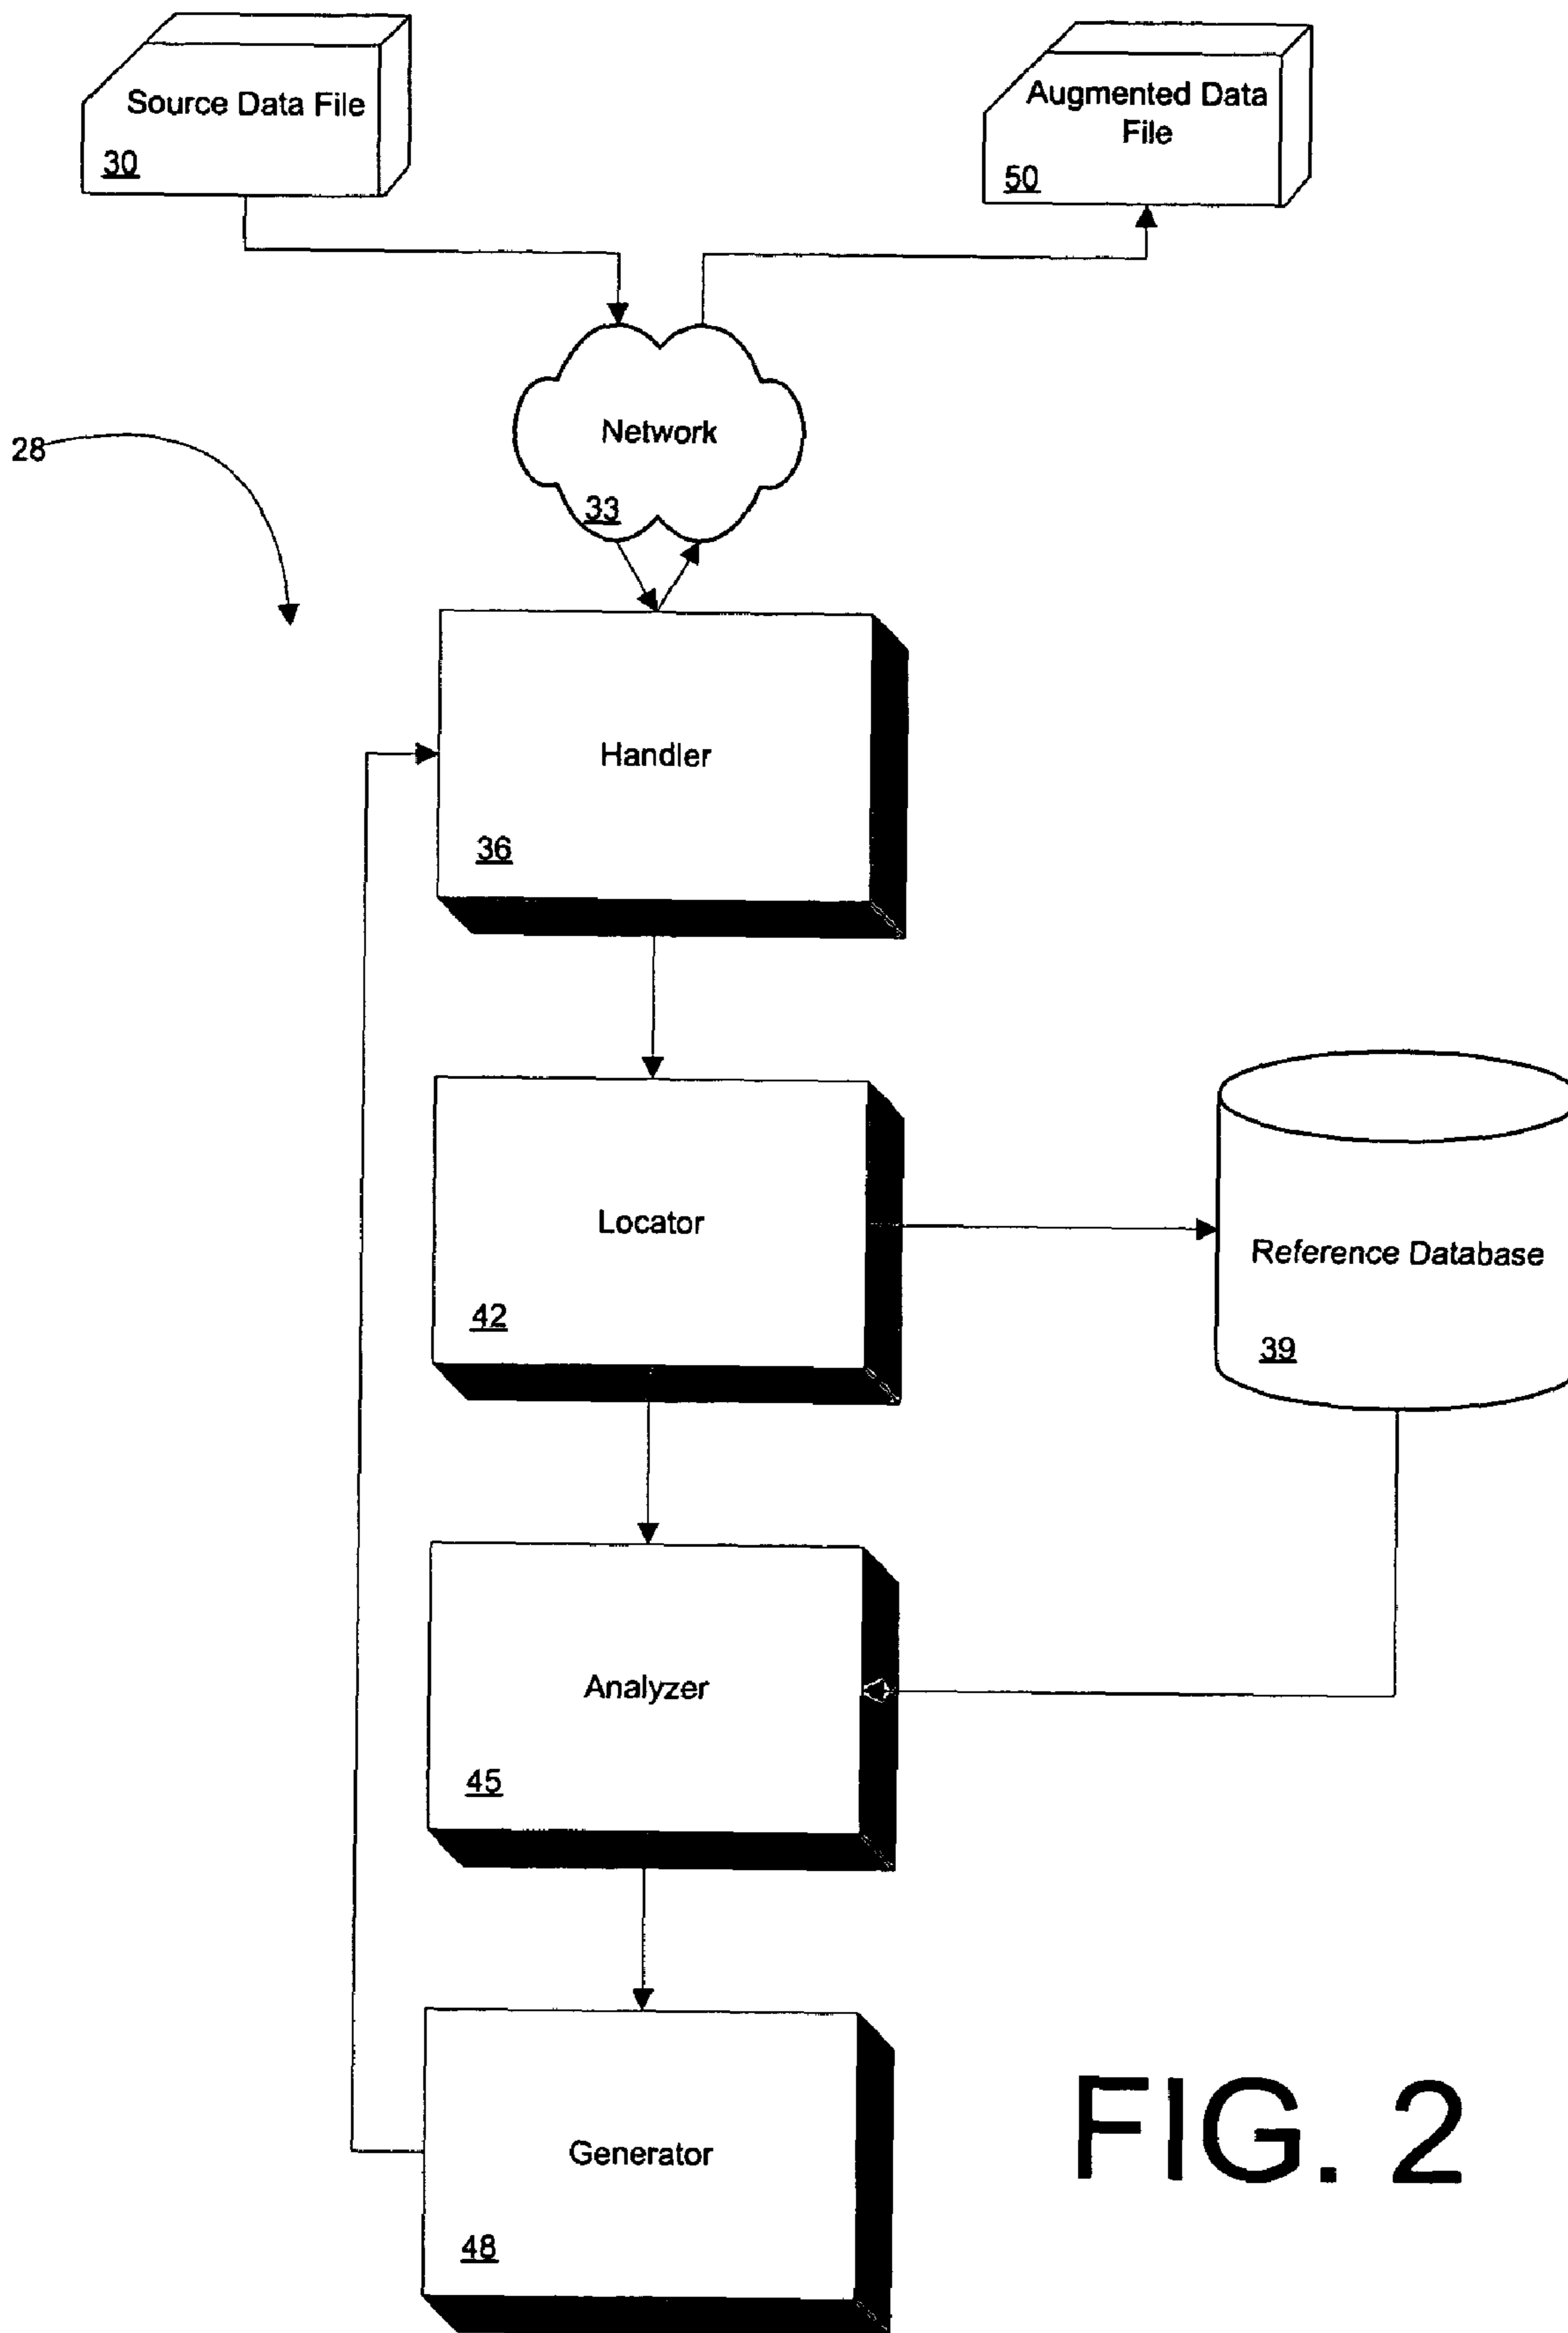 Source Data File
30
Augmented Data
File
50
Network
33
28
Handler
36
Locator
42
Reference Database
39
Analyzer
45
Generator
48
FIG. 2